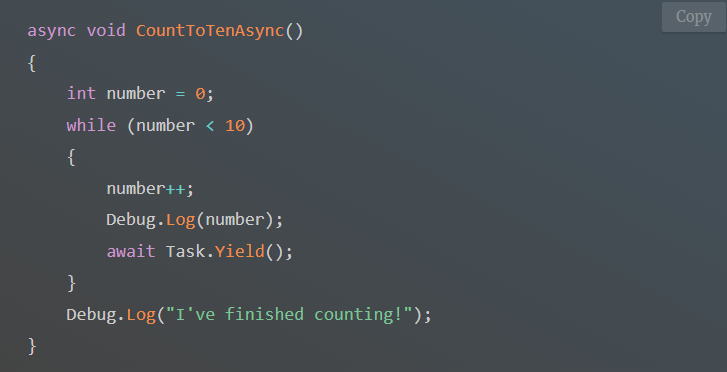 Copy
async void CountToTenAsync()
{
    int number = 0;
    while (number < 10)
    {
        number++;
        Debug.Log(number);
        await Task.Yield();
    }
    Debug.Log("I've finished counting!");
}